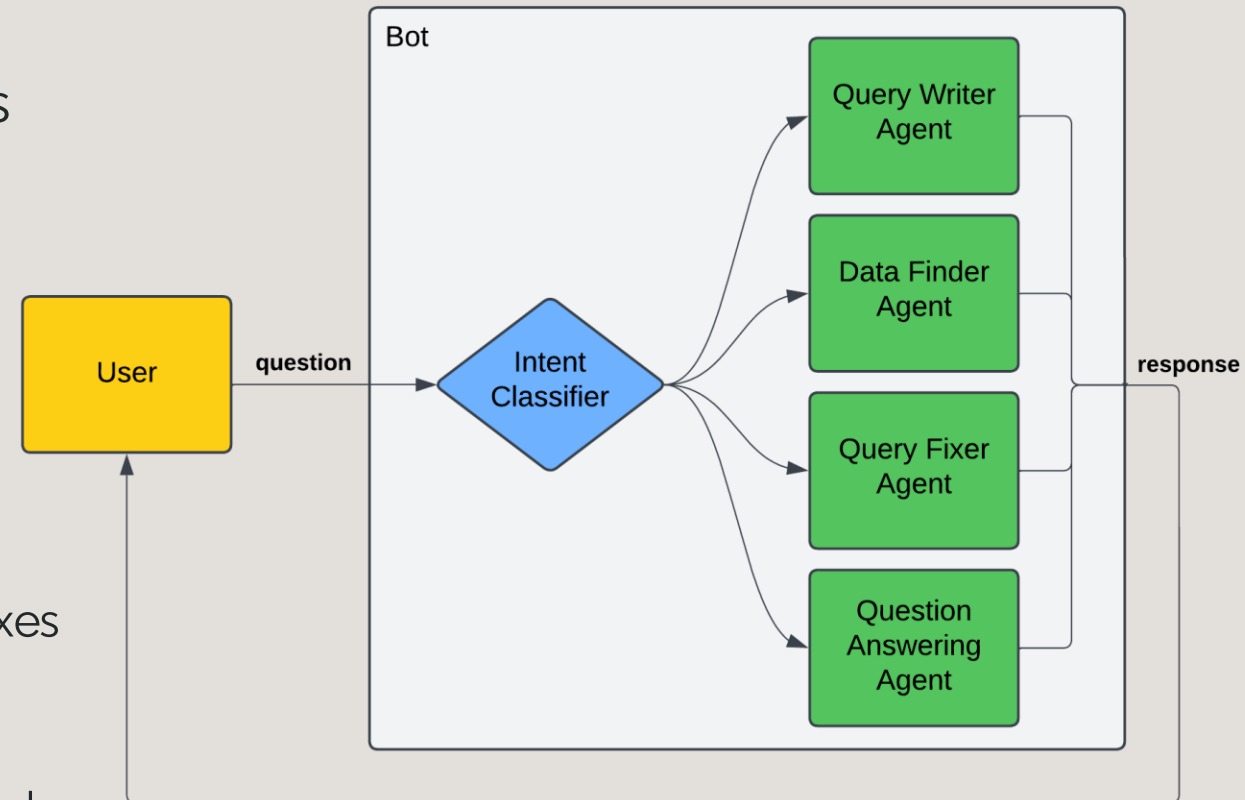 Bot
s
Query Writer
Agent
Data Finder
Agent
User
question
Intent
Classifier
response
Query Fixer
Agent
Question
Answering
Agent
xes